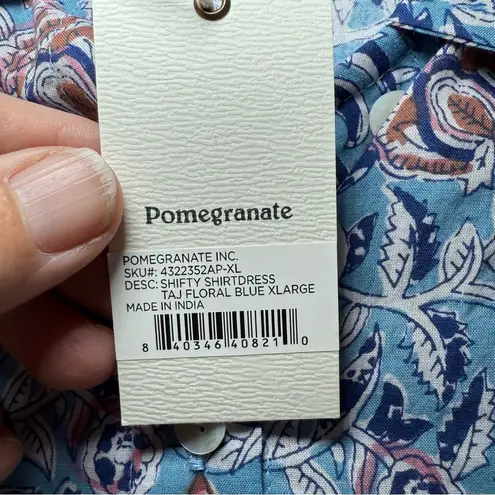 Pomegranate
POMEGRANATE INC.
SKU#: 4322352AP-XL
DESC: SHIFTY SHIRTDRESS
TAJ FLORAL BLUE XLARGE
MADE IN INDIA
8 40346 40821 0